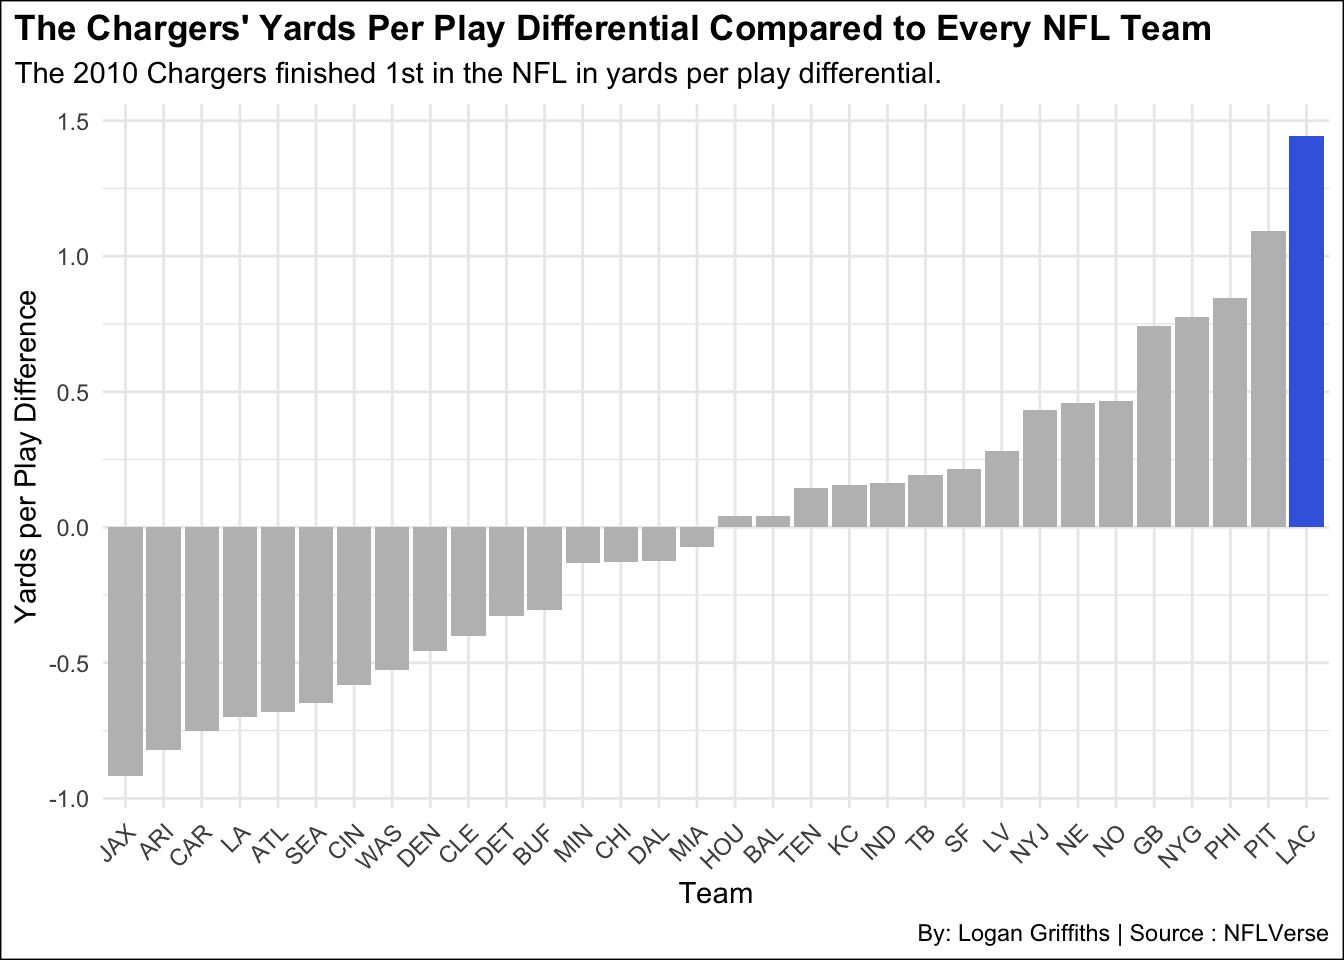 The Chargers' Yards Per Play Differential Compared to Every NFL Team
The 2010 Chargers finished 1st in the NFL in yards per play differential.
Yards per Play Difference
1.5
1.0
0.5
0.0
-0.5
-1.0
JAX ARI CAR LA ATL SEA CIN WAS DEN CLE DET BUF MIN CHI DAL MIA HOU BAL TEN KC IND TB SF LV NYJ NE NO GB NYG PHI PIT LAC
Team
By: Logan Griffiths | Source : NFLVerse